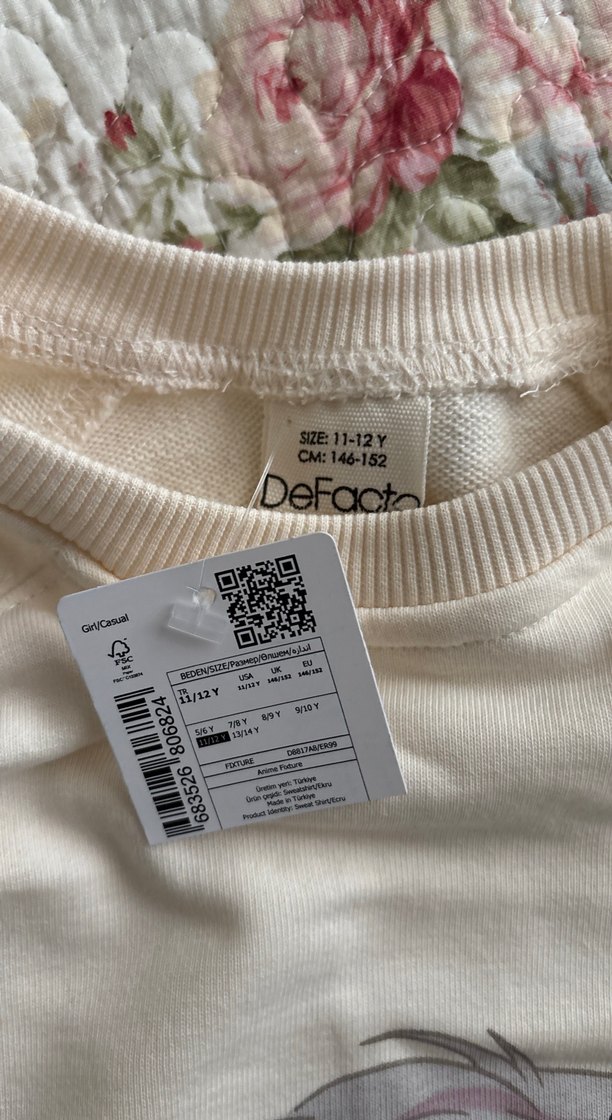 SIZE: 11-12 Y
CM: 146-152
DeFacto
Girl/Casual
FSC
MIX
Paper
BEDEN/SIZE/Размер/Өлшем/اندازه
TR USA UK EU
11/12 Y 11/12 Y 146/152 146/152
5/6 Y 7/8 Y 8/9 Y 9/10 Y
11/12 Y 13/14 Y
FIXTURE D8817A8/ER99
Anime Fixture
Üretim yeri: Türkiye
Ürün çeşidi: Sweatshirt/Ekru
Made in Türkiye
Product Identity: Sweat Shirt/Ecru
683526 806824